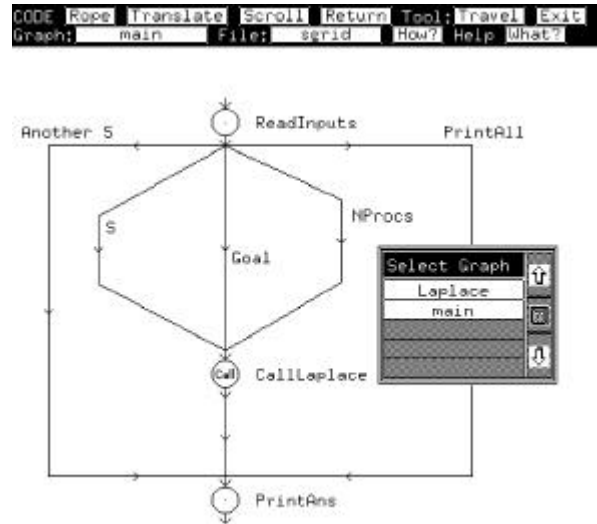 CODE Rope Translate Scroll Return Tool: Travel Exit
Graph: main File: sgrid How? Help What?
ReadInputs
Another S
PrintAll
S
NProcs
Goal
Select Graph
Laplace
main
Call
CallLaplace
PrintAns